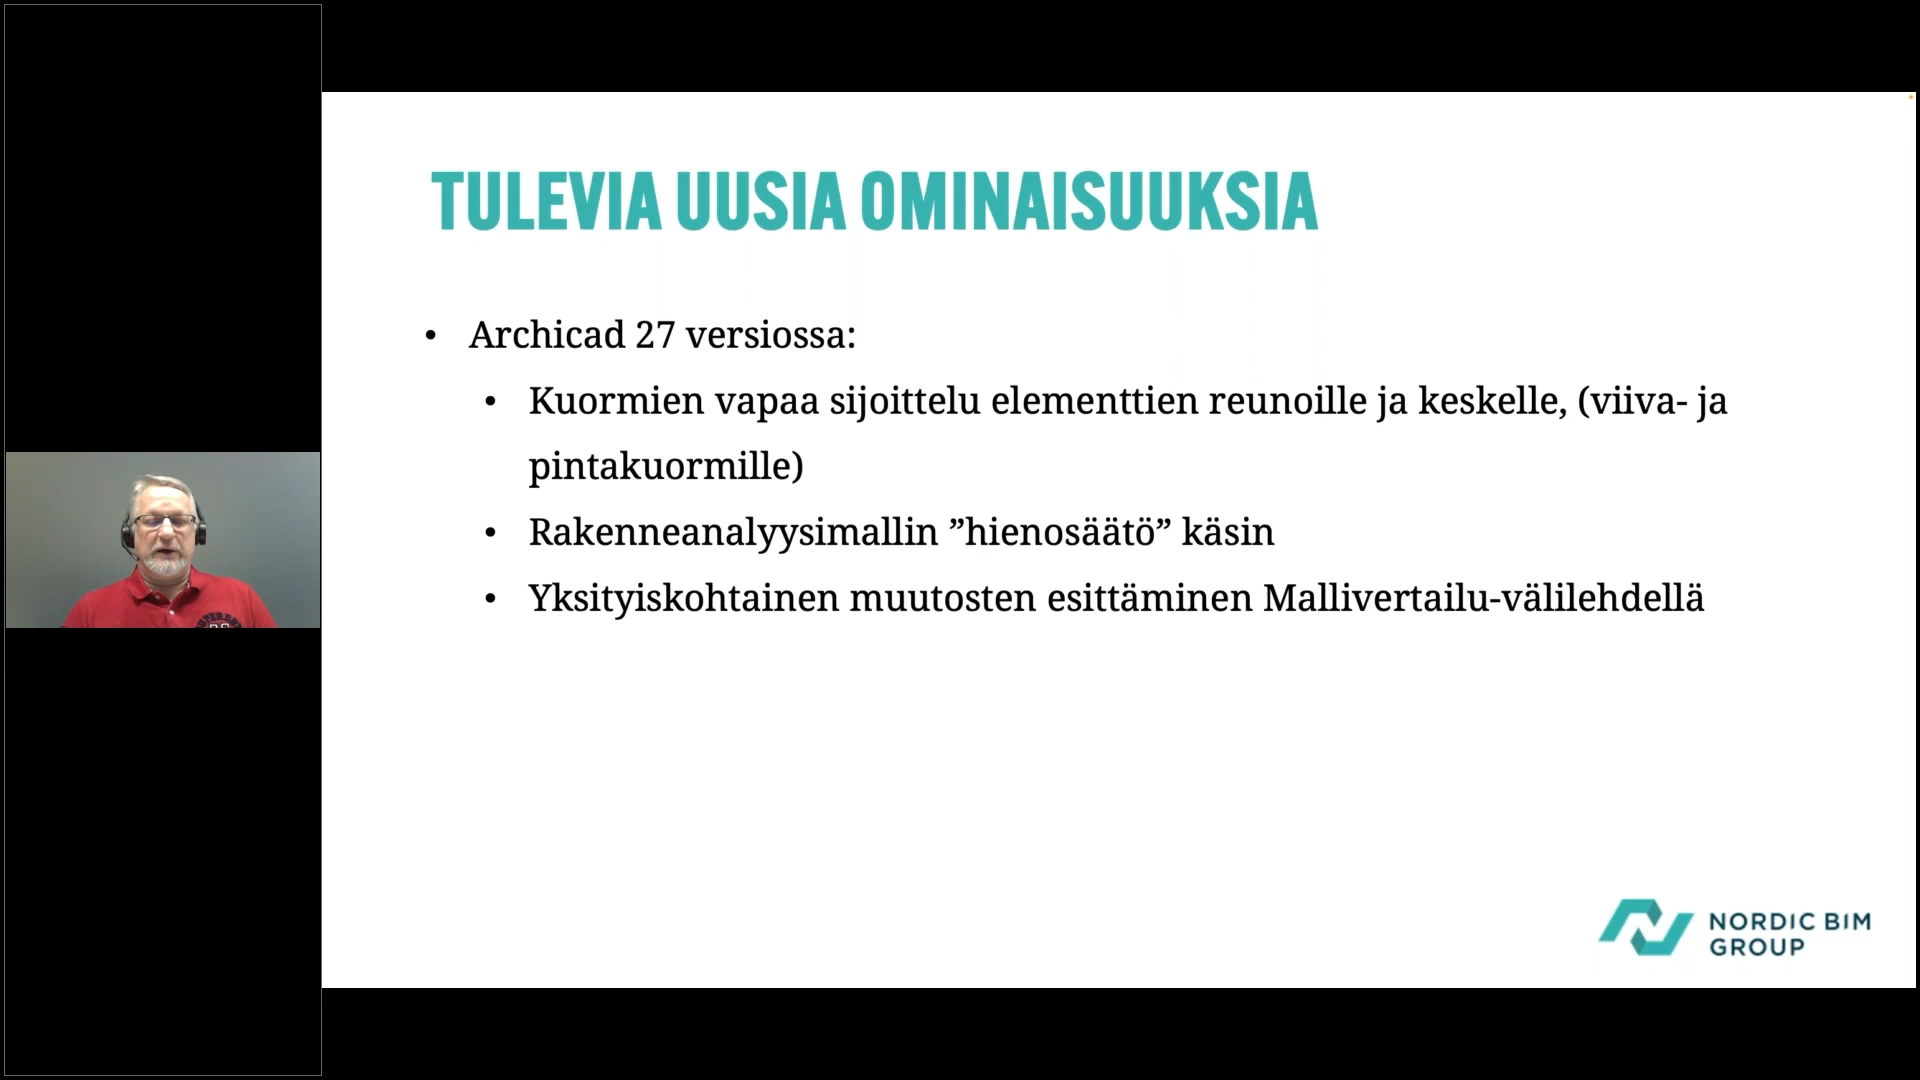 TULEVIA UUSIA OMINAISUUKSIA
• Archicad 27 versiossa:
• Kuormien vapaa sijoittelu elementtien reunoille ja keskelle, (viiva- ja
pintakuormille)
• Rakenneanalyysimallin ”hienosäätö” käsin
• Yksityiskohtainen muutosten esittäminen Mallivertailu-välilehdellä
NORDIC BIM
GROUP